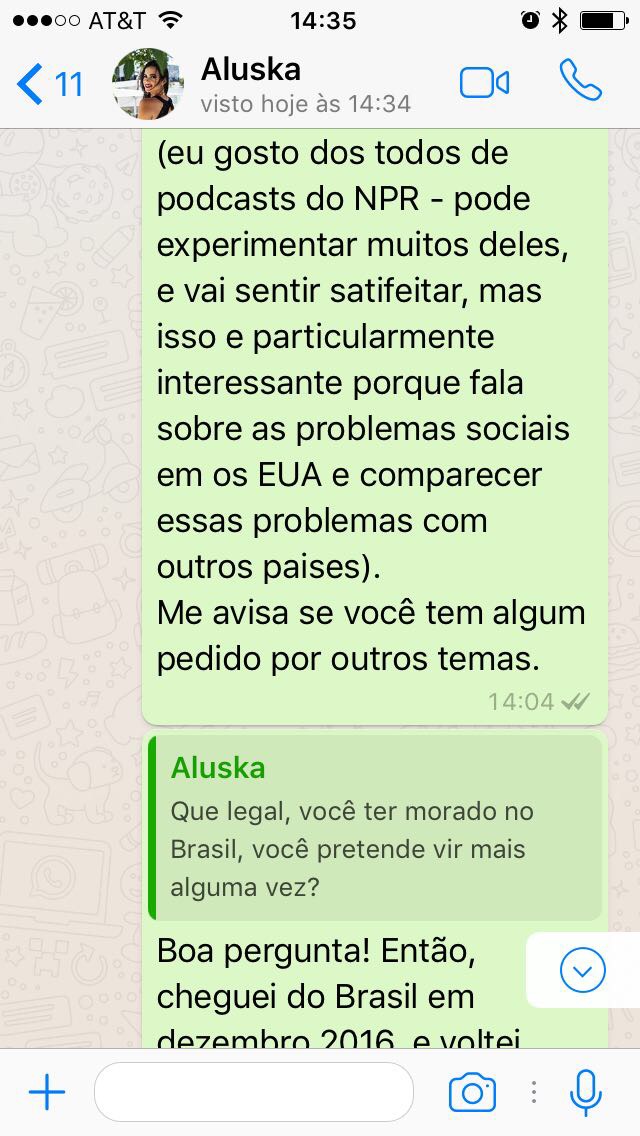 AT&T 14:35
11 Aluska
visto hoje às 14:34
(eu gosto dos todos de
podcasts do NPR - pode
experimentar muitos deles,
e vai sentir satifeitar, mas
isso e particularmente
interessante porque fala
sobre as problemas sociais
em os EUA e comparecer
essas problemas com
outros paises).
Me avisa se você tem algum
pedido por outros temas.
14:04
Aluska
Que legal, você ter morado no
Brasil, você pretende vir mais
alguma vez?
Boa pergunta! Então,
cheguei do Brasil em
dezembro 2016, e voltei